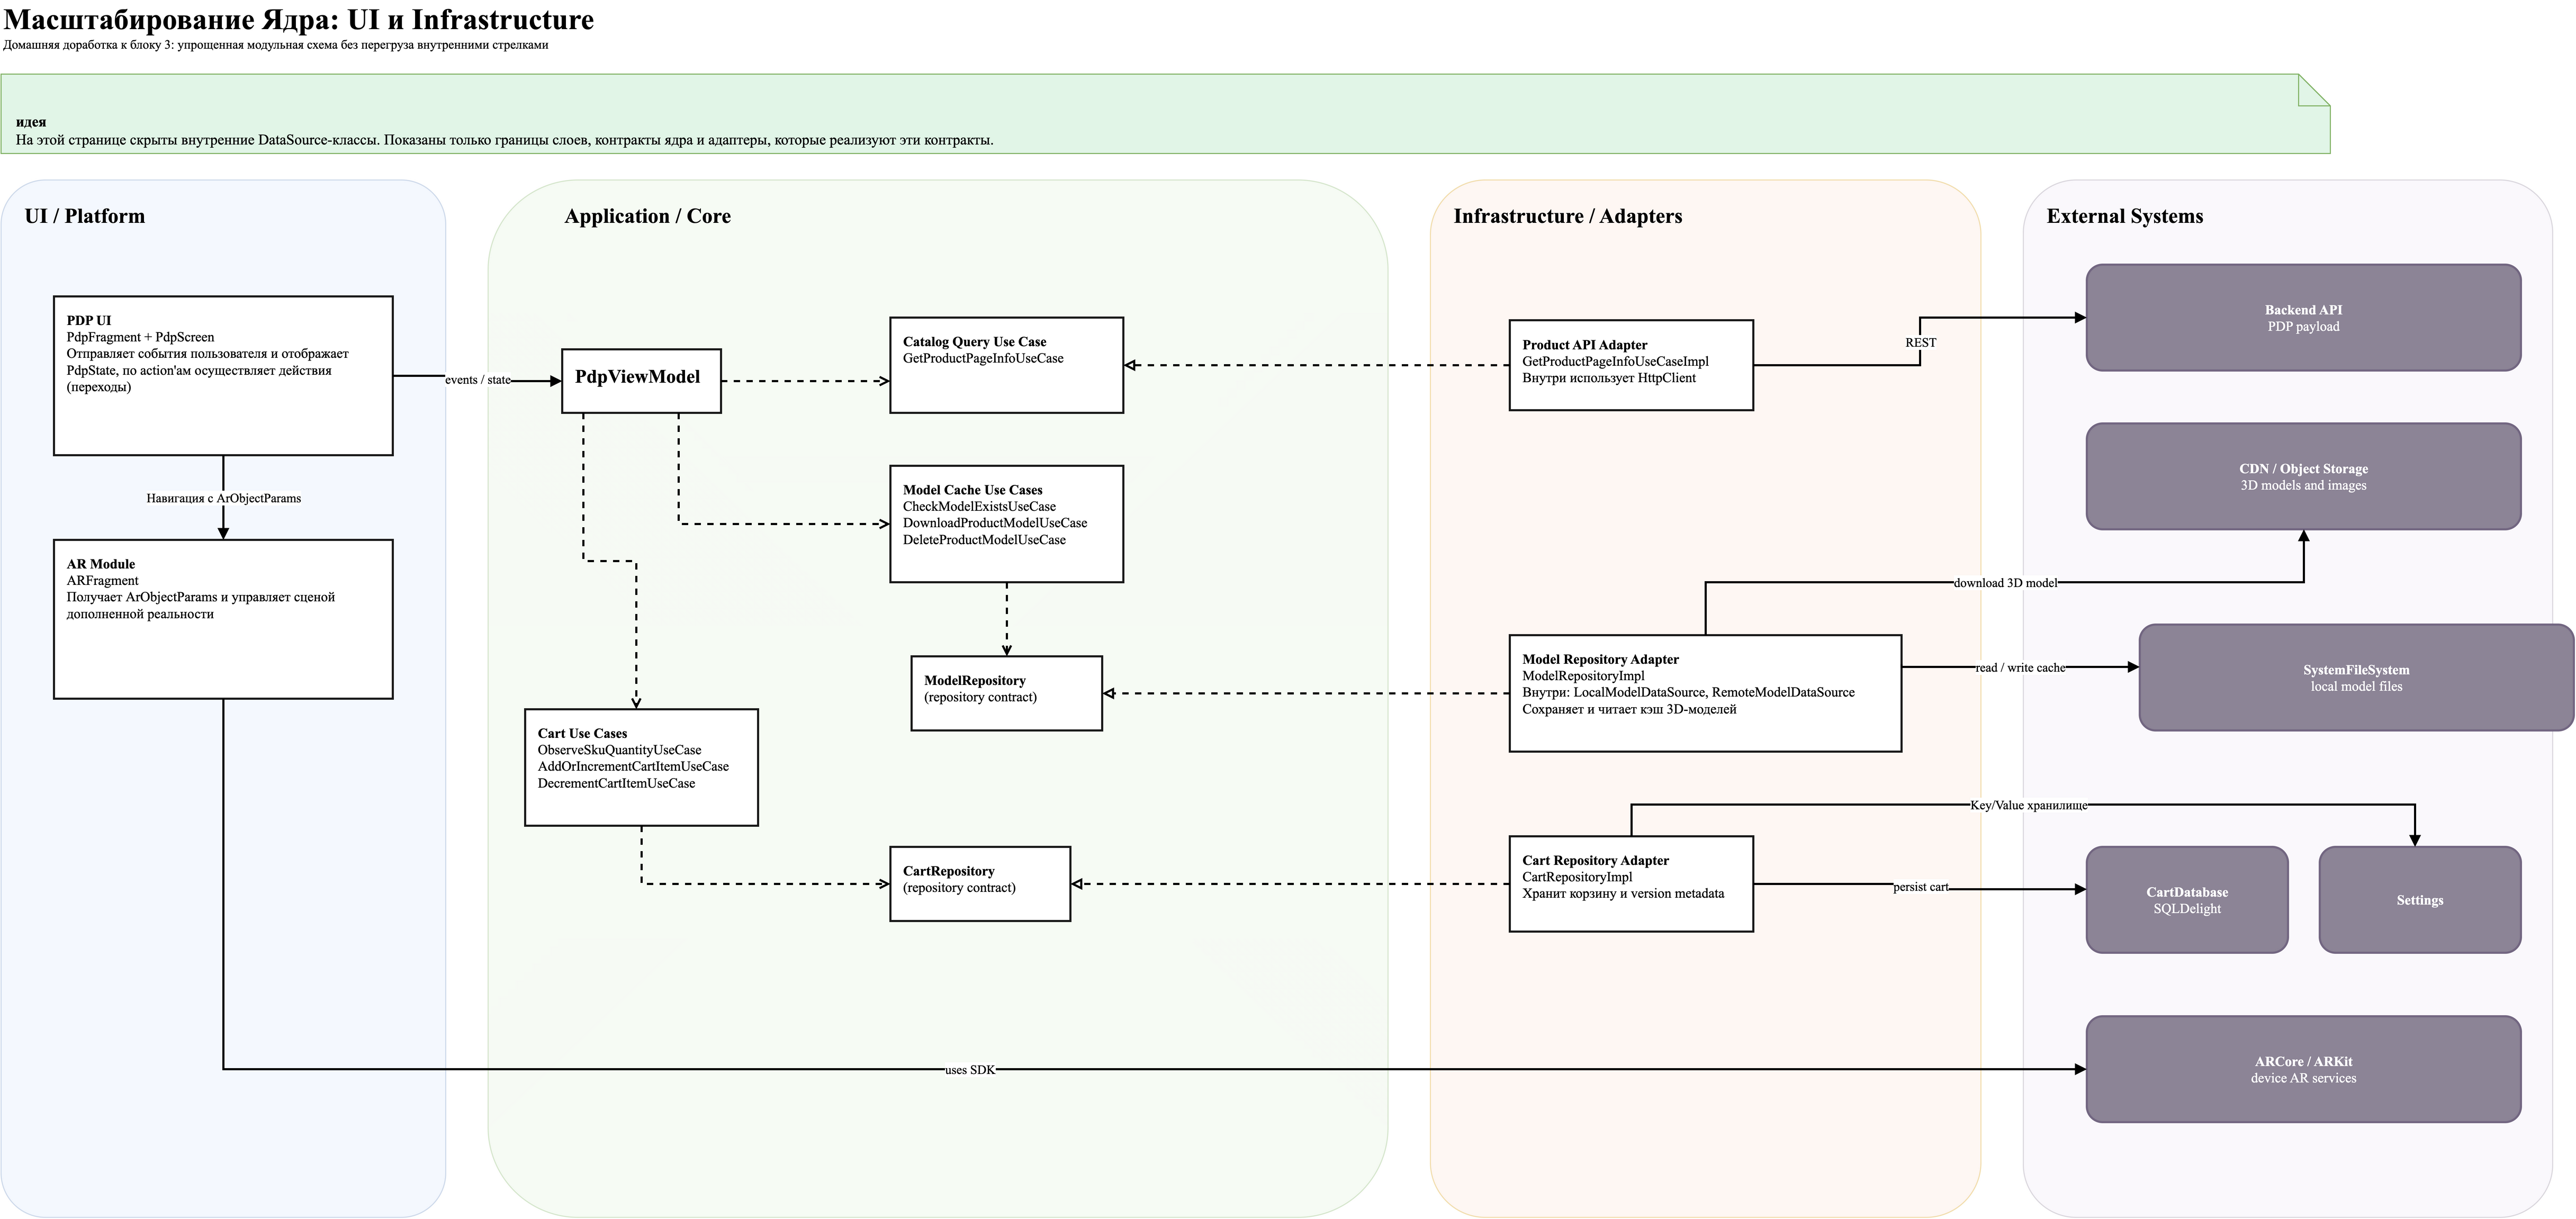 Масштабирование Ядра: UI и Infrastructure
Домашняя доработка к блоку 3: упрощенная модульная схема без перегруза внутренними стрелками
идея
На этой странице скрыты внутренние DataSource-классы. Показаны только границы слоев, контракты ядра и адаптеры, которые реализуют эти контракты.
UI / Platform
PDP UI
PdpFragment + PdpScreen
Отправляет события пользователя и отображает
PdpState, по action'ам осуществляет действия
(переходы)
Навигация с ArObjectParams
AR Module
ARFragment
Получает ArObjectParams и управляет сценой
дополненной реальности
events / state
Application / Core
PdpViewModel
Catalog Query Use Case
GetProductPageInfoUseCase
Model Cache Use Cases
CheckModelExistsUseCase
DownloadProductModelUseCase
DeleteProductModelUseCase
ModelRepository
(repository contract)
Cart Use Cases
ObserveSkuQuantityUseCase
AddOrIncrementCartItemUseCase
DecrementCartItemUseCase
CartRepository
(repository contract)
uses SDK
Infrastructure / Adapters
Product API Adapter
GetProductPageInfoUseCaseImpl
Внутри использует HttpClient
REST
download 3D model
Model Repository Adapter
ModelRepositoryImpl
Внутри: LocalModelDataSource, RemoteModelDataSource
Сохраняет и читает кэш 3D-моделей
read / write cache
Key/Value хранилище
Cart Repository Adapter
CartRepositoryImpl
Хранит корзину и version metadata
persist cart
External Systems
Backend API
PDP payload
CDN / Object Storage
3D models and images
SystemFileSystem
local model files
CartDatabase
SQLDelight
Settings
ARCore / ARKit
device AR services